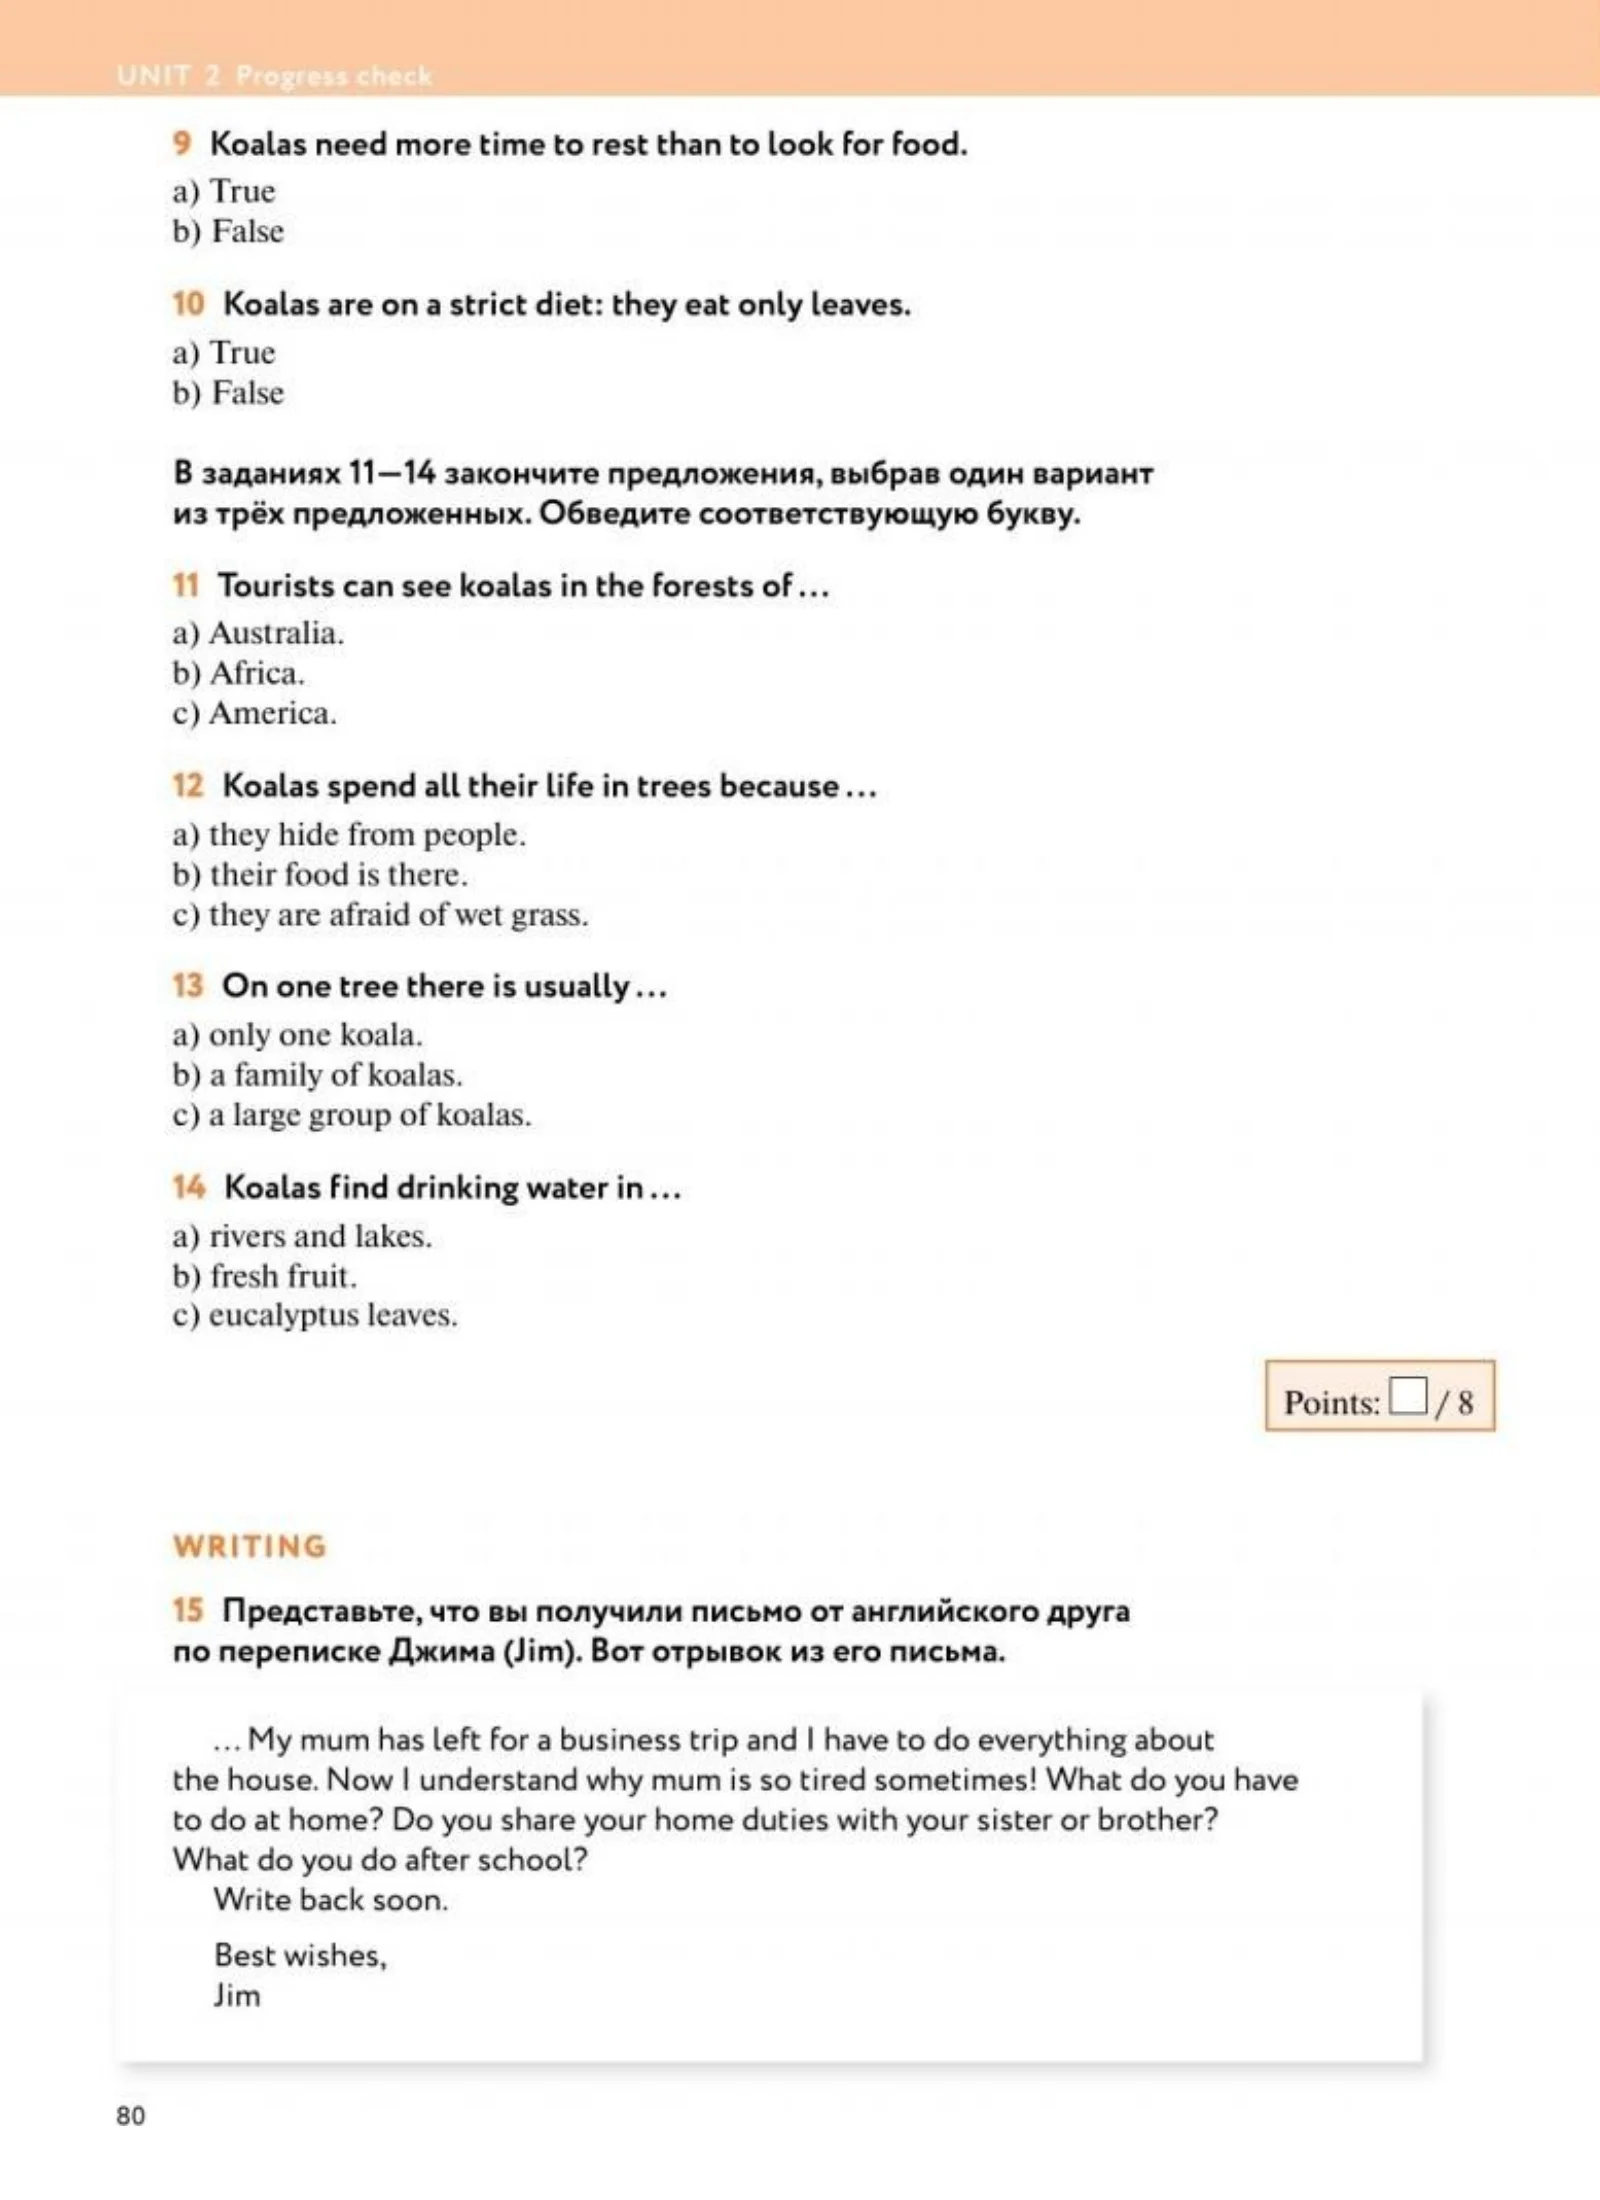 UNIT 2 Progress check
9 Koalas need more time to rest than to look for food.
a) True
b) False
10 Koalas are on a strict diet: they eat only leaves.
a) True
b) False
В заданиях 11—14 закончите предложения, выбрав один вариант
из трёх предложенных. Обведите соответствующую букву.
11 Tourists can see koalas in the forests of...
a) Australia.
b) Africa.
c) America.
12 Koalas spend all their life in trees because...
a) they hide from people.
b) their food is there.
c) they are afraid of wet grass.
13 On one tree there is usually...
a) only one koala.
b) a family of koalas.
c) a large group of koalas.
14 Koalas find drinking water in...
a) rivers and lakes.
b) fresh fruit.
c) eucalyptus leaves.
Points: / 8
WRITING
15 Представьте, что вы получили письмо от английского друга
по переписке Джима (Jim). Вот отрывок из его письма.
... My mum has left for a business trip and I have to do everything about
the house. Now I understand why mum is so tired sometimes! What do you have
to do at home? Do you share your home duties with your sister or brother?
What do you do after school?
Write back soon.
Best wishes,
Jim
80